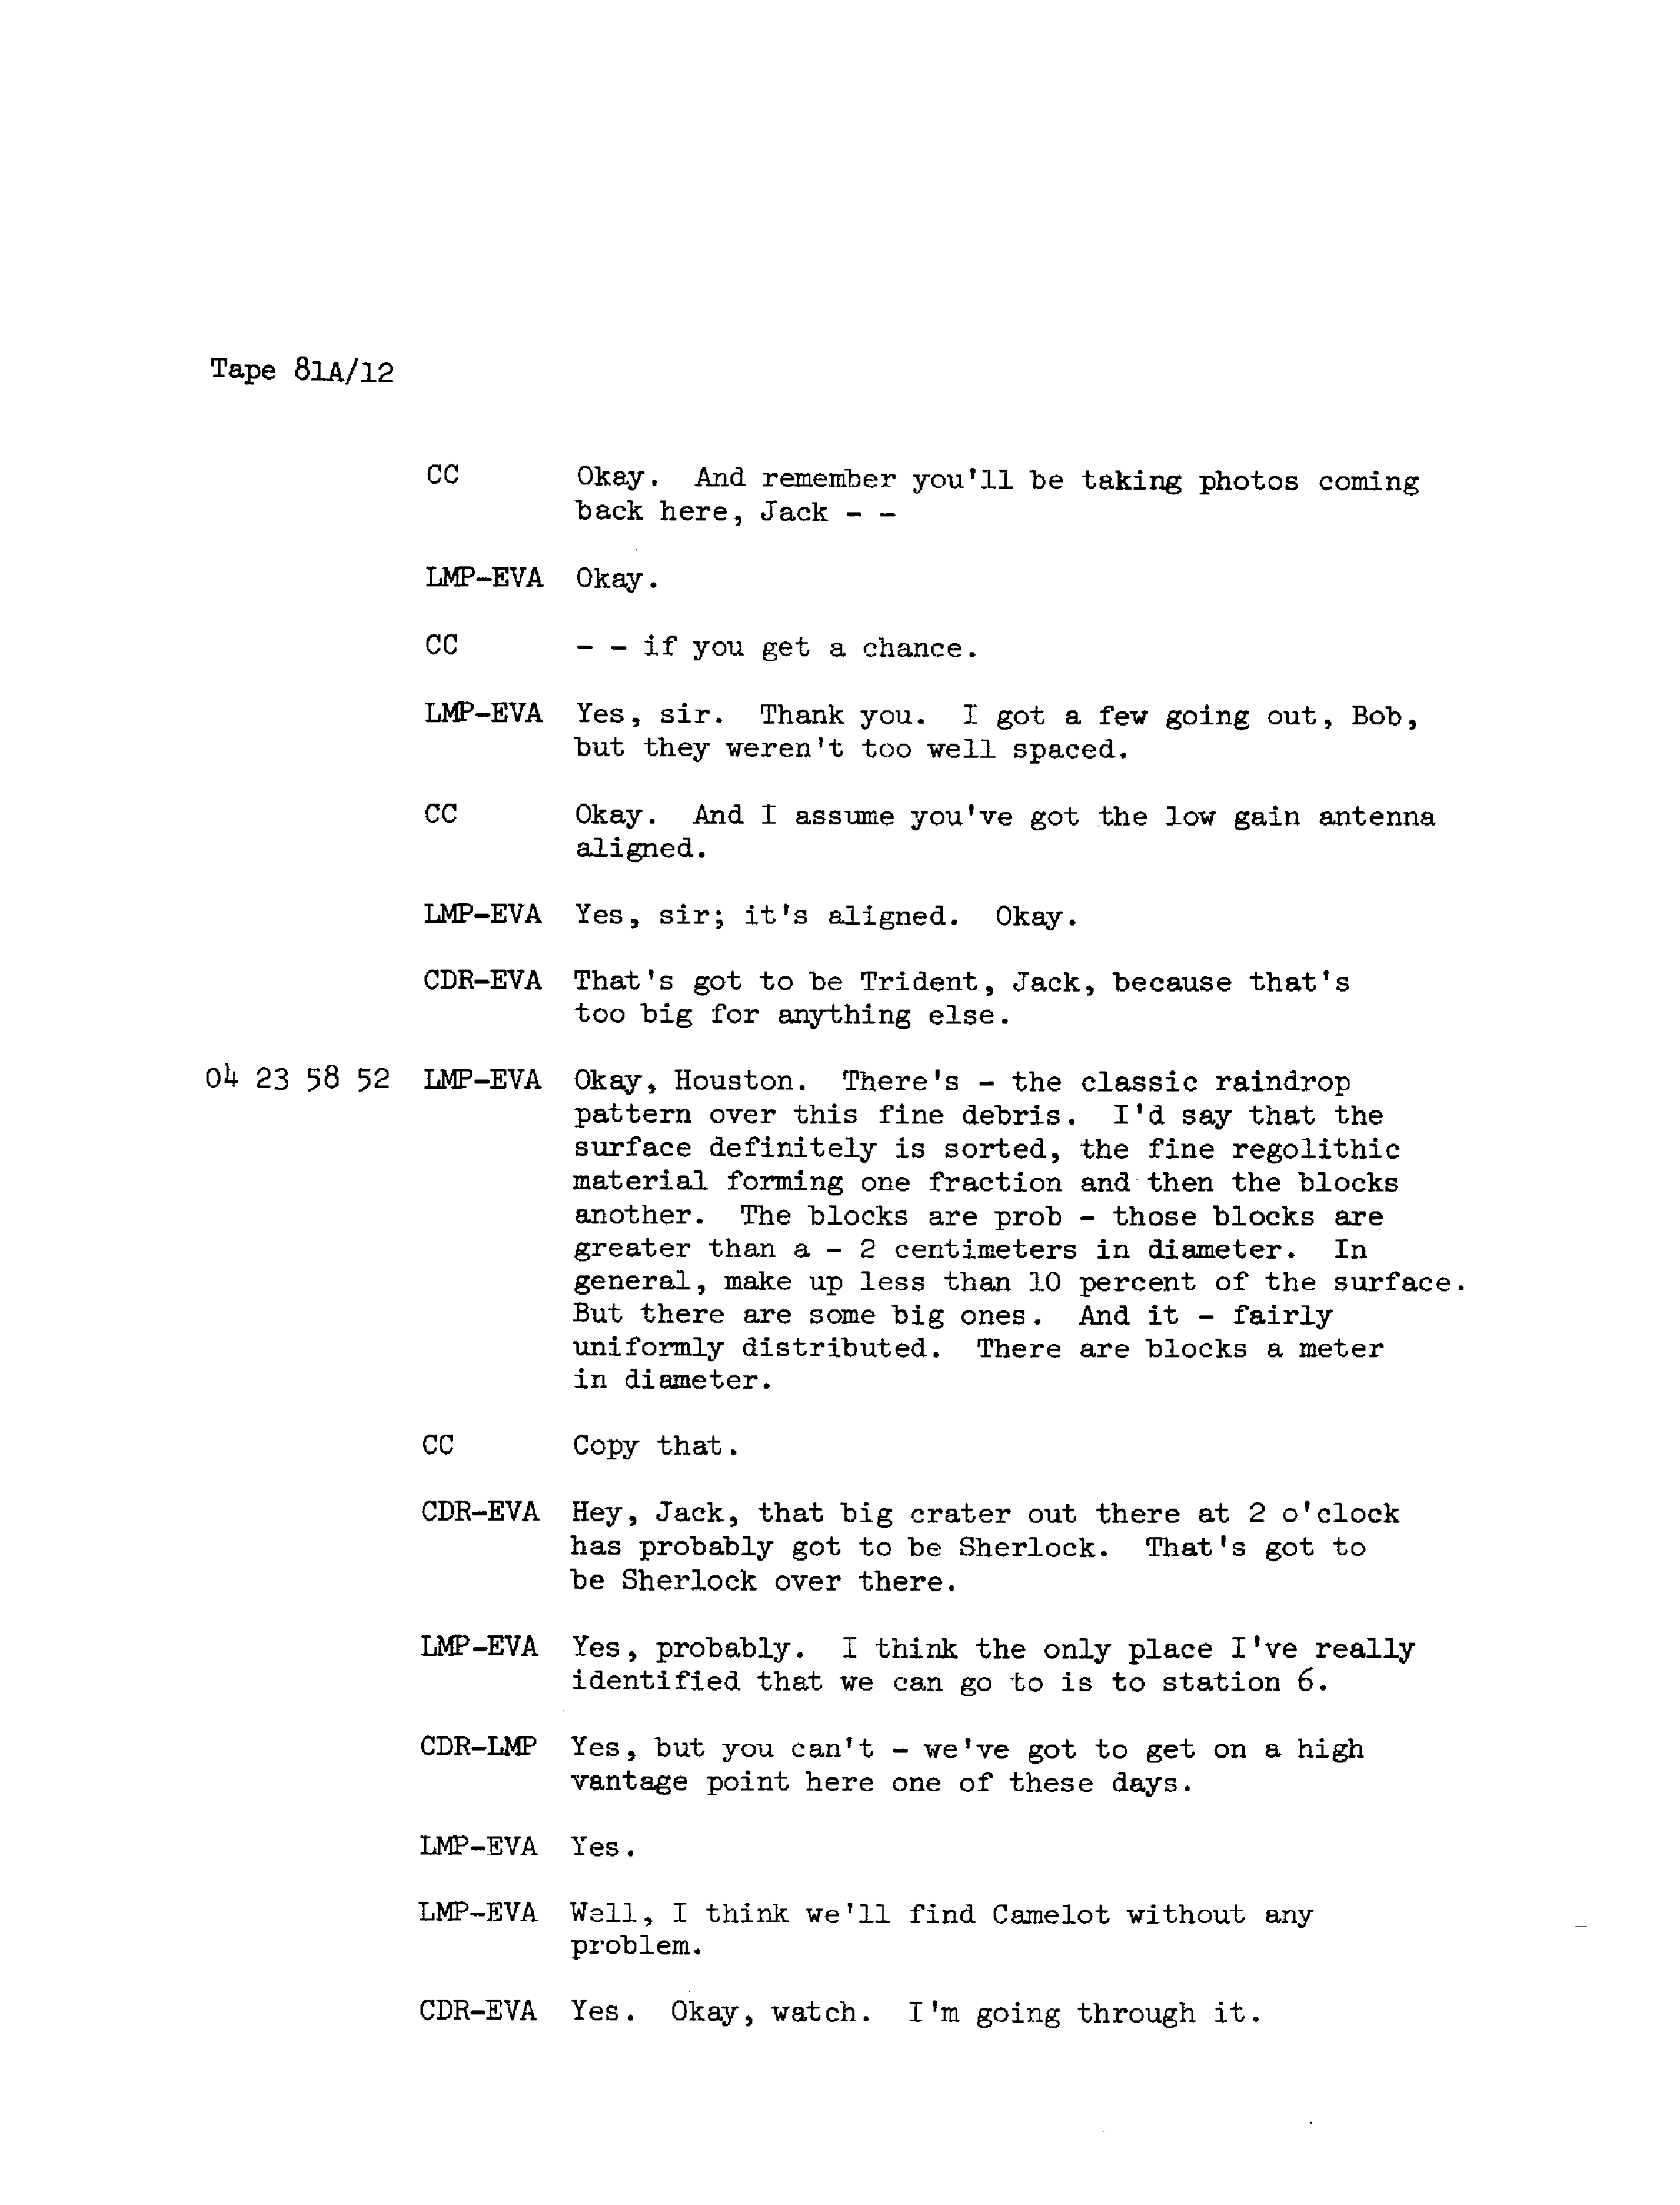 Tape 81A/12
CC Okay. And remember you'll be taking photos coming
back here, Jack - -
LMP-EVA Okay.
CC - - if you get a chance.
LMP-EVA Yes, sir. Thank you. I got a few going out, Bob,
but they weren't too well spaced.
CC Okay. And I assume you've got the low gain antenna
aligned.
LMP-EVA Yes, sir; it's aligned. Okay.
CDR-EVA That's got to be Trident, Jack, because that's
too big for anything else.
04 23 58 52 LMP-EVA Okay, Houston. There's - the classic raindrop
pattern over this fine debris. I'd say that the
surface definitely is sorted, the fine regolithic
material forming one fraction and then the blocks
another. The blocks are prob - those blocks are
greater than a - 2 centimeters in diameter. In
general, make up less than 10 percent of the surface.
But there are some big ones. And it - fairly
uniformly distributed. There are blocks a meter
in diameter.
CC Copy that.
CDR-EVA Hey, Jack, that big crater out there at 2 o'clock
has probably got to be Sherlock. That's got to
be Sherlock over there.
LMP-EVA Yes, probably. I think the only place I've really
identified that we can go to is to station 6.
CDR-LMP Yes, but you can't - we've got to get on a high
vantage point here one of these days.
LMP-EVA Yes.
LMP-EVA Well, I think we'll find Camelot without any
problem.
CDR-EVA Yes. Okay, watch. I'm going through it.